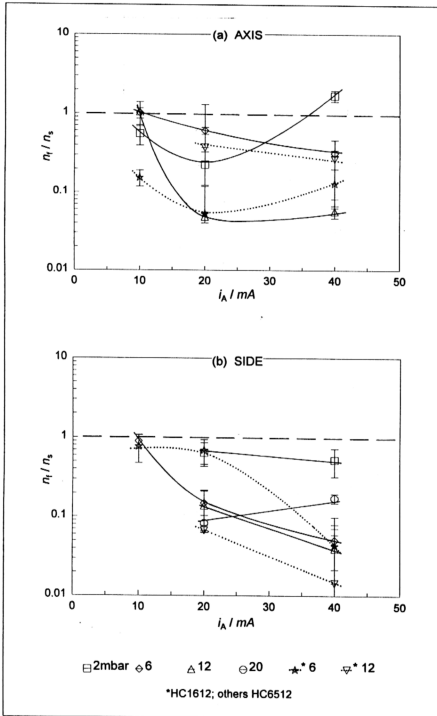 (a) AXIS
10
1
0.1
0.01
n_f / n_s
0 10 20 30 40 50
i_A / mA
(b) SIDE
10
1
0.1
0.01
n_f / n_s
0 10 20 30 40 50
i_A / mA
2mbar 6 12 20 * 6 * 12
*HC1612; others HC6512